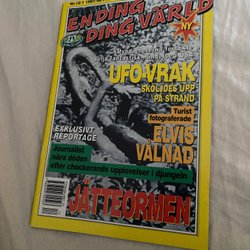 EN DING DING VÄRLD
NY
UFO-VRAK
SKÖLJDES UPP
PÅ STRAND
Turist
fotograferade
ELVIS
VÅLNAD
EXKLUSIVT
REPORTAGE
Journalist
nära döden
efter chockerande upplevelser i djungeln
JÄTTEORMEN